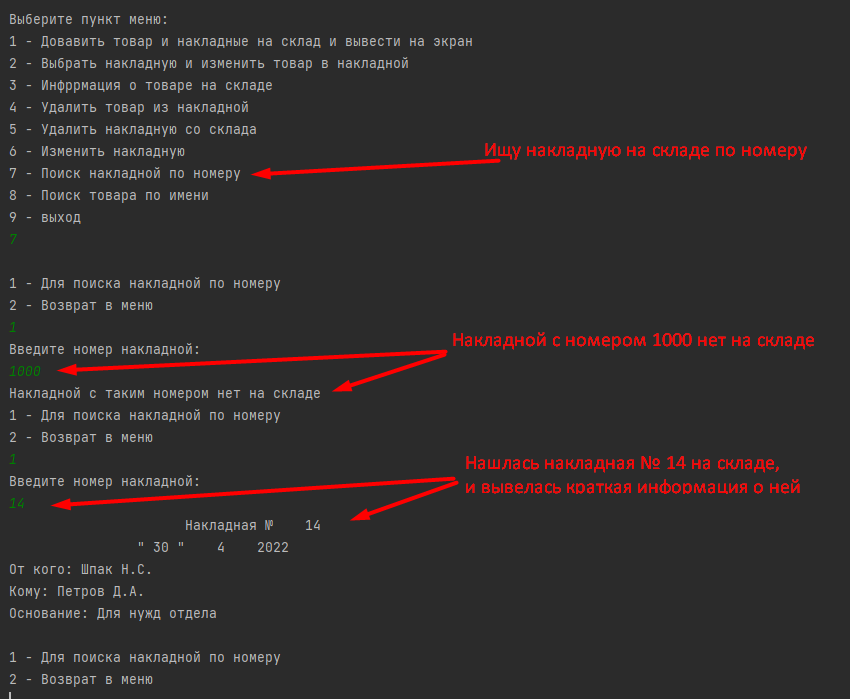 Выберите пункт меню:
1 - Довавить товар и накладные на склад и вывести на экран
2 - Выбрать накладную и изменить товар в накладной
3 - Инфррмация о товаре на складе
4 - Удалить товар из накладной
5 - Удалить накладную со склада
6 - Изменить накладную
Ищу накладную на складе по номеру
7 - Поиск накладной по номеру
8 - Поиск товара по имени
9 - выход
7
1 - Для поиска накладной по номеру
2 - Возврат в меню
1
Введите номер накладной:
Накладной с номером 1000 нет на складе
1000
Накладной с таким номером нет на складе
1 - Для поиска накладной по номеру
2 - Возврат в меню
1
Нашлась накладная № 14 на складе,
и вывелась краткая информация о ней
Введите номер накладной:
14
Накладная № 14
" 30 " 4 2022
От кого: Шпак Н.С.
Кому: Петров Д.А.
Основание: Для нужд отдела
1 - Для поиска накладной по номеру
2 - Возврат в меню